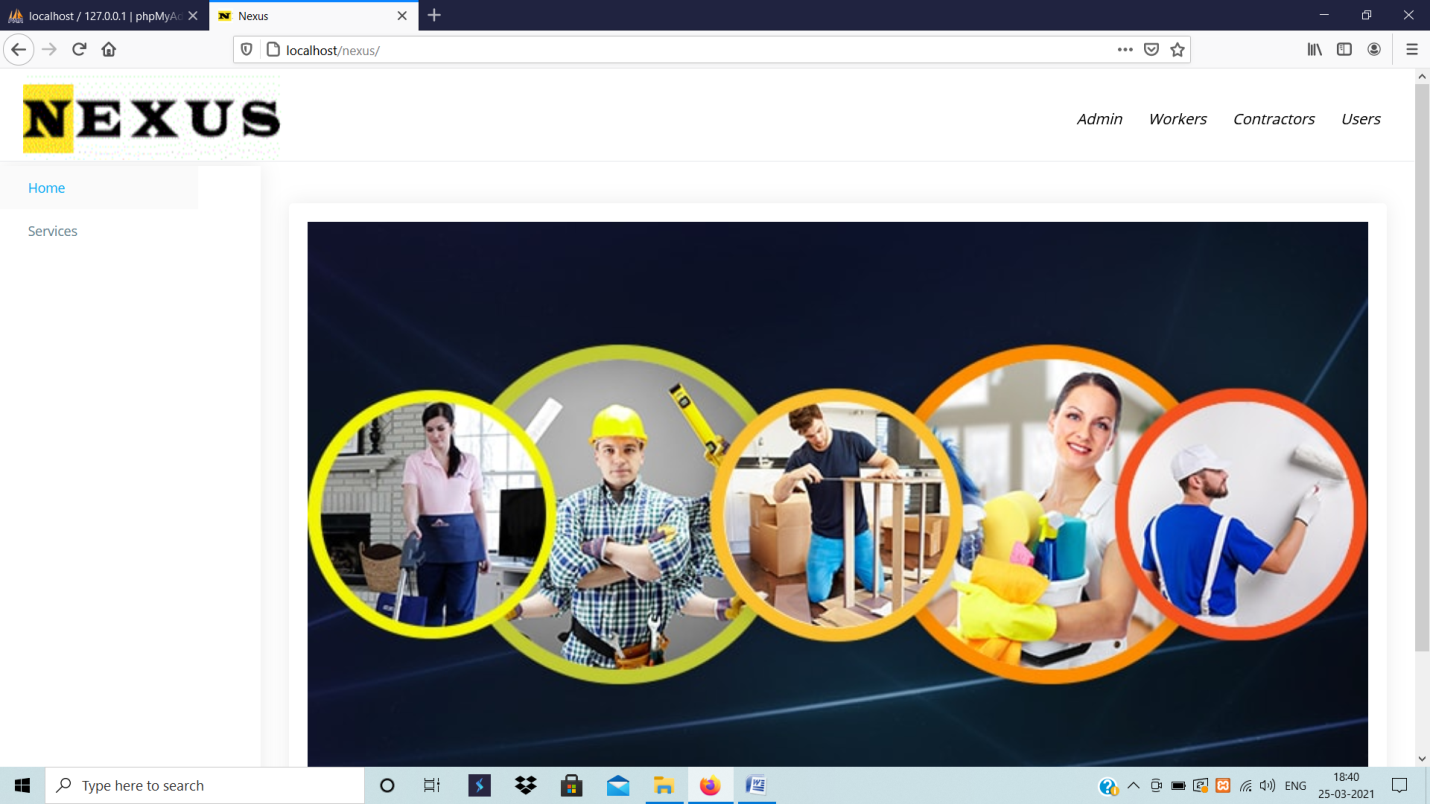 localhost / 127.0.0.1 | phpMyAd
Nexus
localhost/nexus/
NEXUS
Admin Workers Contractors Users
Home
Services
Type here to search
ENG
18:40
25-03-2021